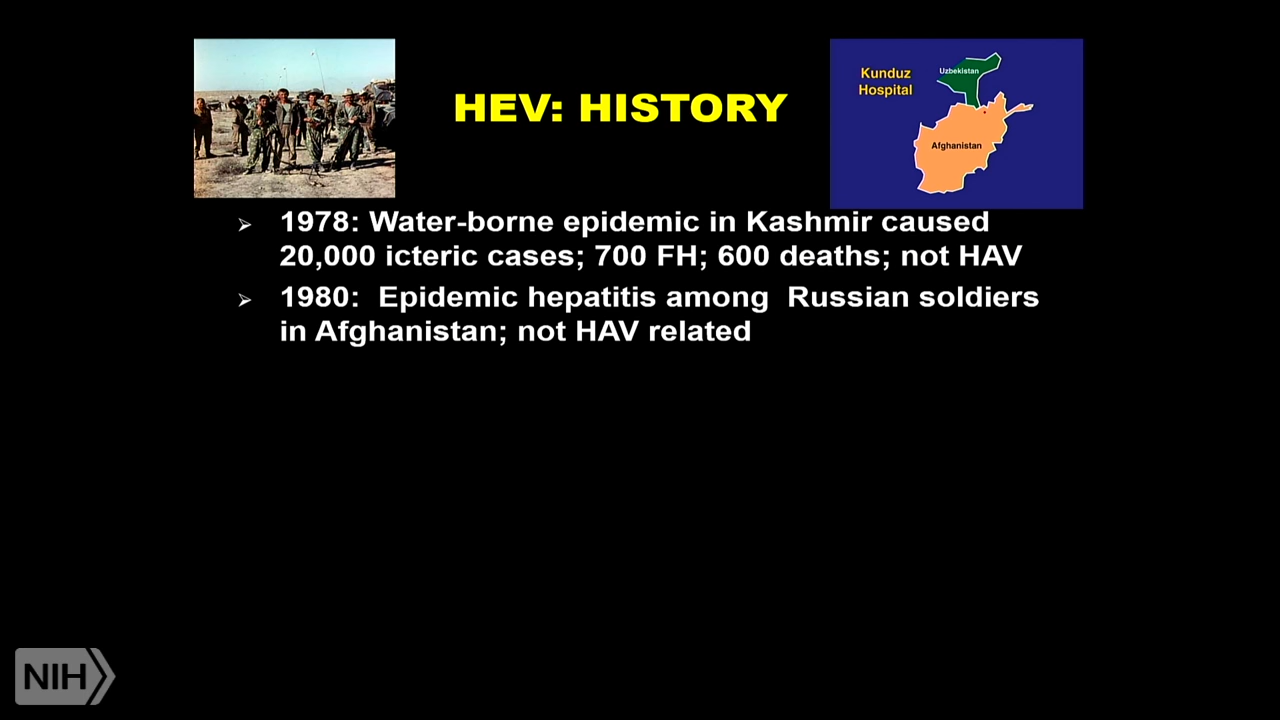 HEV: HISTORY
Kunduz
Hospital
Uzbekistan
Afghanistan
1978: Water-borne epidemic in Kashmir caused
20,000 icteric cases; 700 FH; 600 deaths; not HAV
1980: Epidemic hepatitis among Russian soldiers
in Afghanistan; not HAV related
NIH